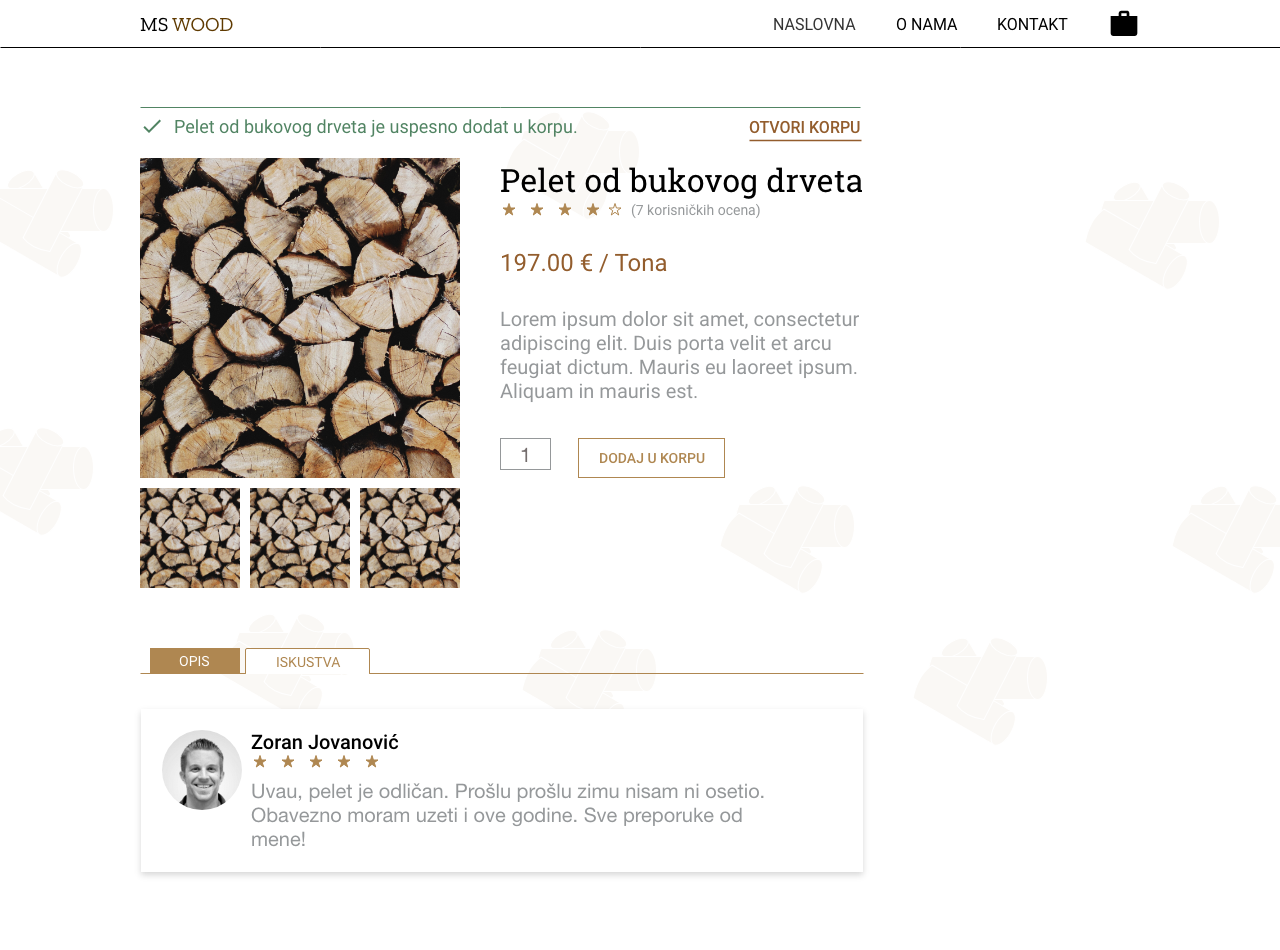 MS WOOD
NASLOVNA
O NAMA
KONTAKT
Pelet od bukovog drveta je uspesno dodat u korpu.
OTVORI KORPU
Pelet od bukovog drveta
(7 korisničkih ocena)
197.00 € / Tona
Lorem ipsum dolor sit amet, consectetur
adipiscing elit. Duis porta velit et arcu
feugiat dictum. Mauris eu laoreet ipsum.
Aliquam in mauris est.
1
DODAJ U KORPU
OPIS
ISKUSTVA
Zoran Jovanović
Uvau, pelet je odličan. Prošlu prošlu zimu nisam ni osetio.
Obavezno moram uzeti i ove godine. Sve preporuke od
mene!